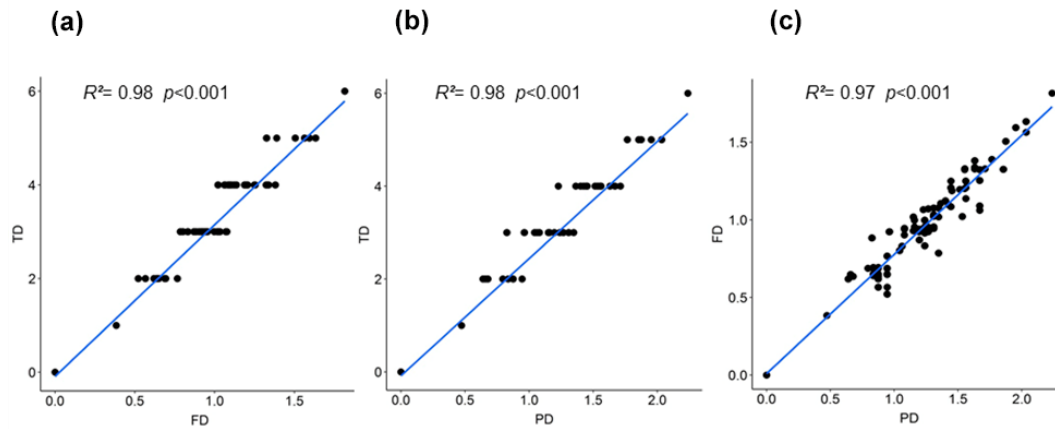 (a)
R²= 0.98 p<0.001
TD
6
4
2
0
0.0 0.5 1.0 1.5
FD
(b)
R²= 0.98 p<0.001
TD
6
4
2
0
0.0 0.5 1.0 1.5 2.0
PD
(c)
R²= 0.97 p<0.001
FD
1.5
1.0
0.5
0.0
0.0 0.5 1.0 1.5 2.0
PD